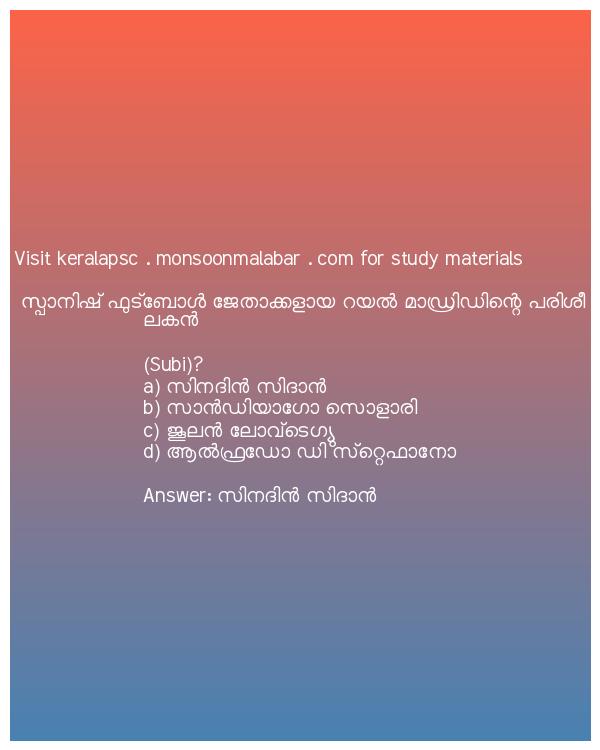 Visit keralapsc . monsoonmalabar . com for study materials
സ്പാനിഷ് ഫുട്ബോൾ ജേതാക്കളായ റയൽ മാഡ്രിഡിന്റെ പരിശീ
ലകൻ
(Subi)?
a) സിനദിൻ സിദാൻ
b) സാൻഡിയാഗോ സൊളാരി
c) ജൂലൻ ലോവ്ടെഗ്യു
d) ആൽഫ്രഡോ ഡി സ്റ്റെഫാനോ
Answer: സിനദിൻ സിദാൻ